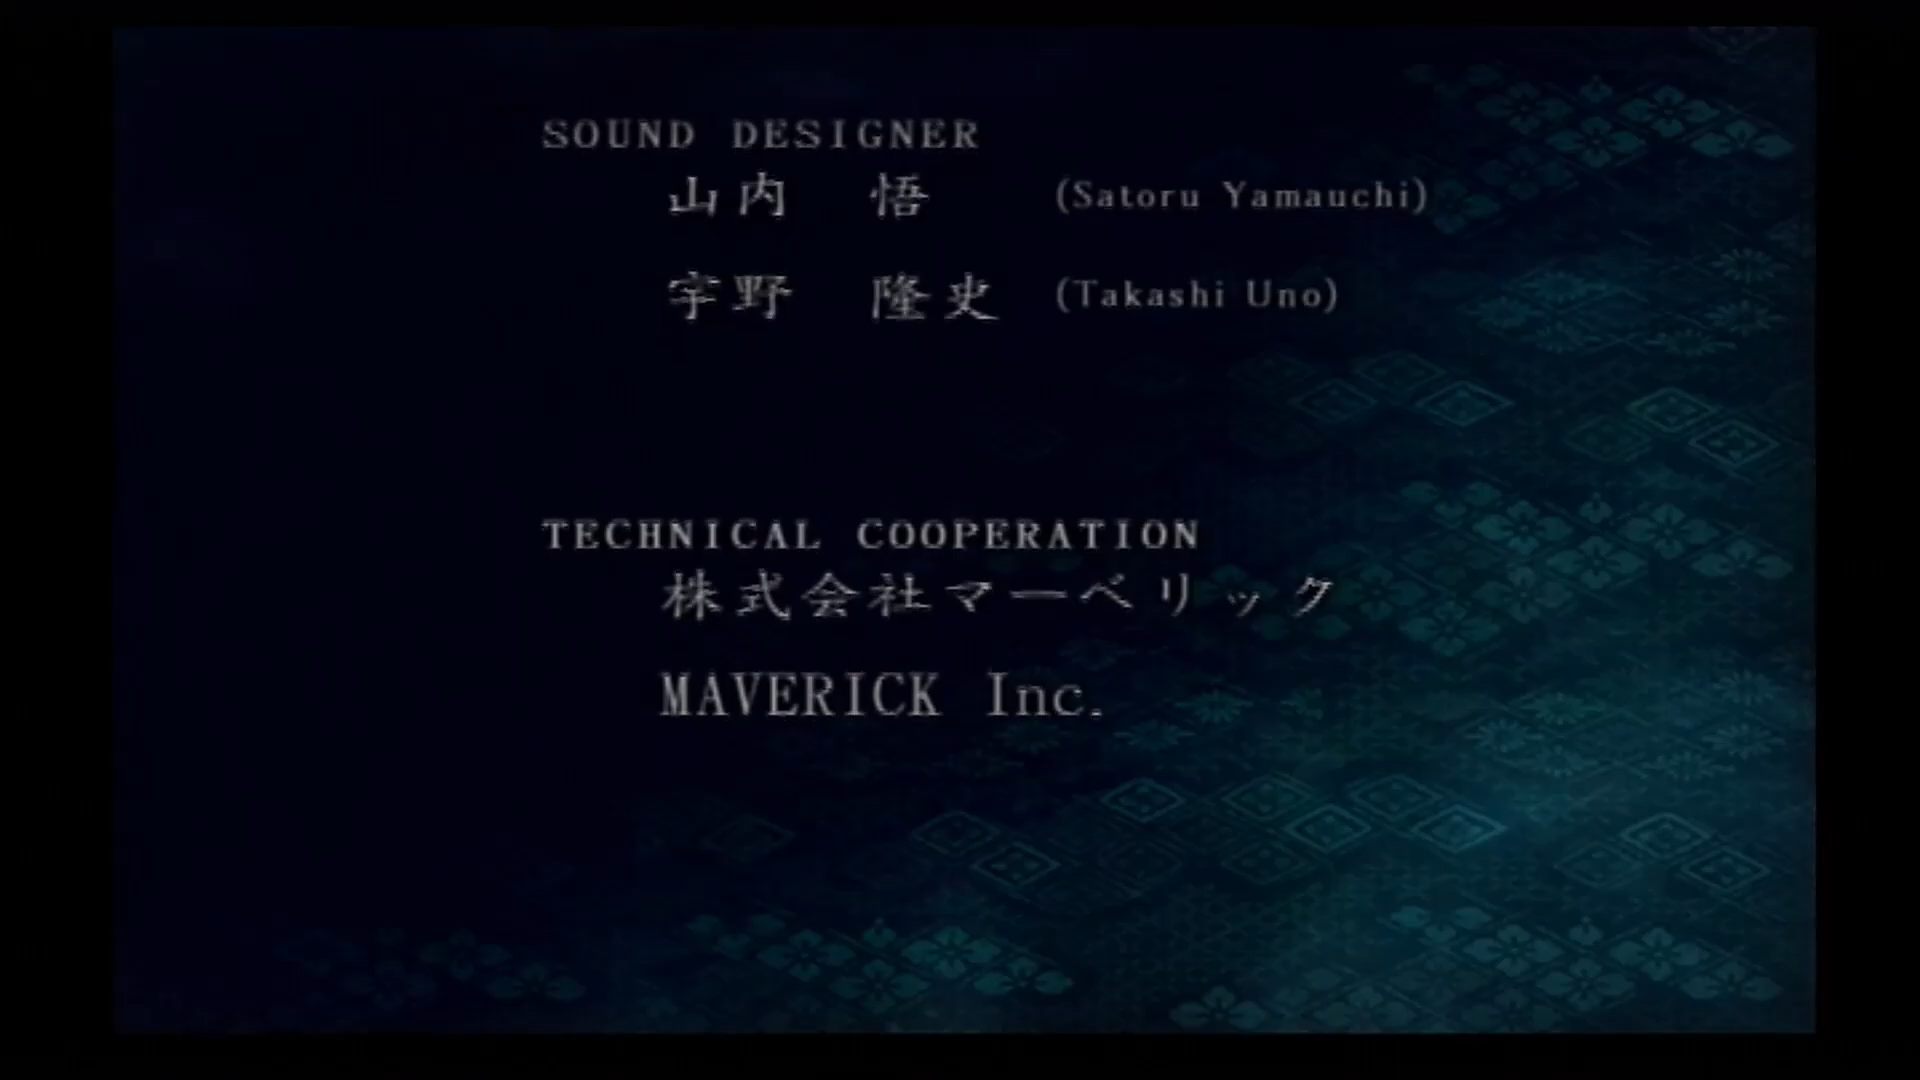 SOUND DESIGNER
山内 悟 (Satoru Yamauchi)
宇野 隆史 (Takashi Uno)
TECHNICAL COOPERATION
株式会社マーベリック
MAVERICK Inc.